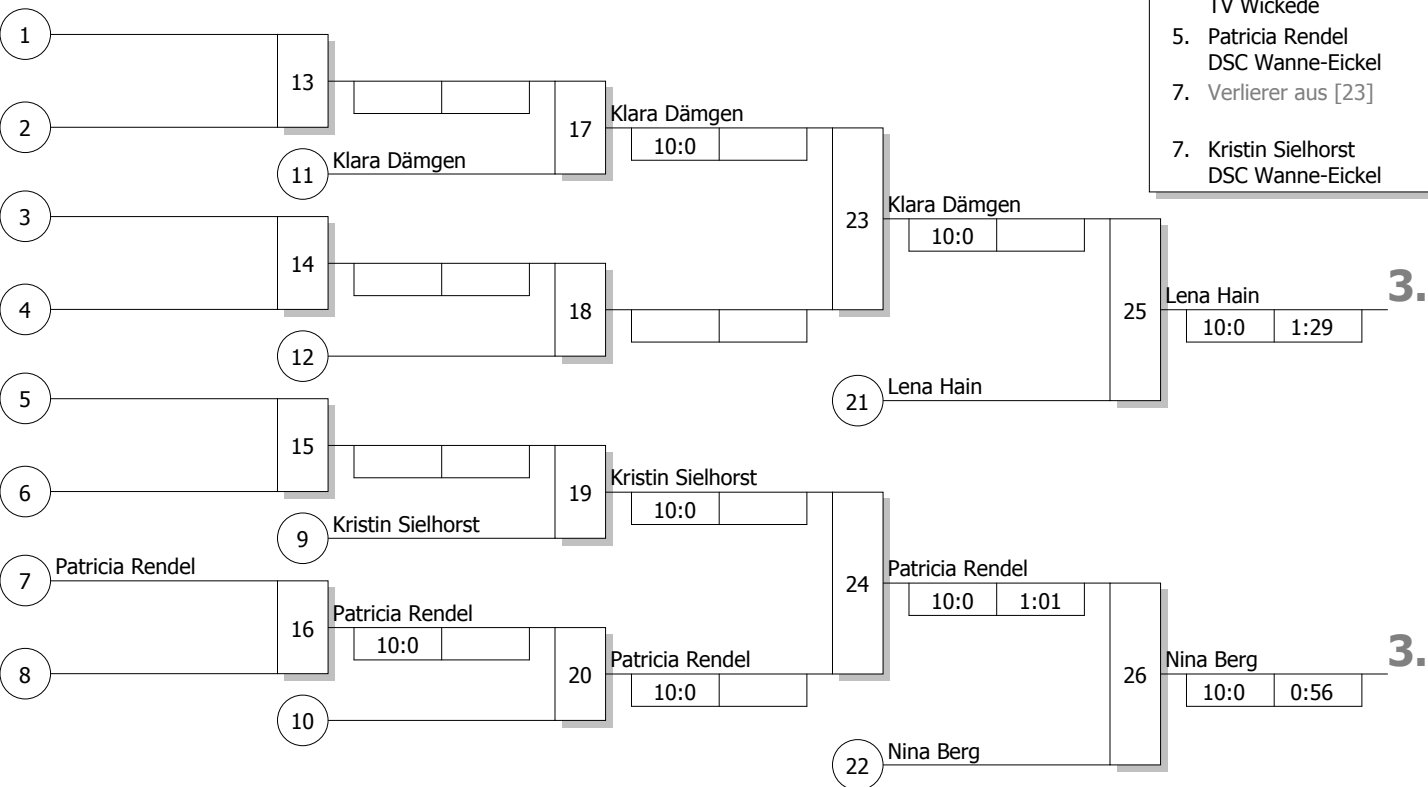 TV Wickede
5. Patricia Rendel
DSC Wanne-Eickel
7. Verlierer aus [23]
7. Kristin Sielhorst
DSC Wanne-Eickel
1
13
2
17
Klara Dämgen
10:0
11
Klara Dämgen
3
23
Klara Dämgen
10:0
14
4
18
12
25
Lena Hain
3.
10:0 1:29
5
21
Lena Hain
15
6
19
Kristin Sielhorst
10:0
9
Kristin Sielhorst
7
Patricia Rendel
24
Patricia Rendel
10:0 1:01
16
Patricia Rendel
10:0
8
20
Patricia Rendel
10:0
10
26
Nina Berg
3.
10:0 0:56
22
Nina Berg